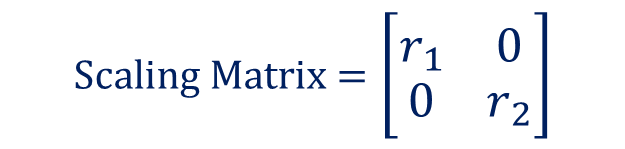 Scaling Matrix = [r₁ 0
0 r₂]